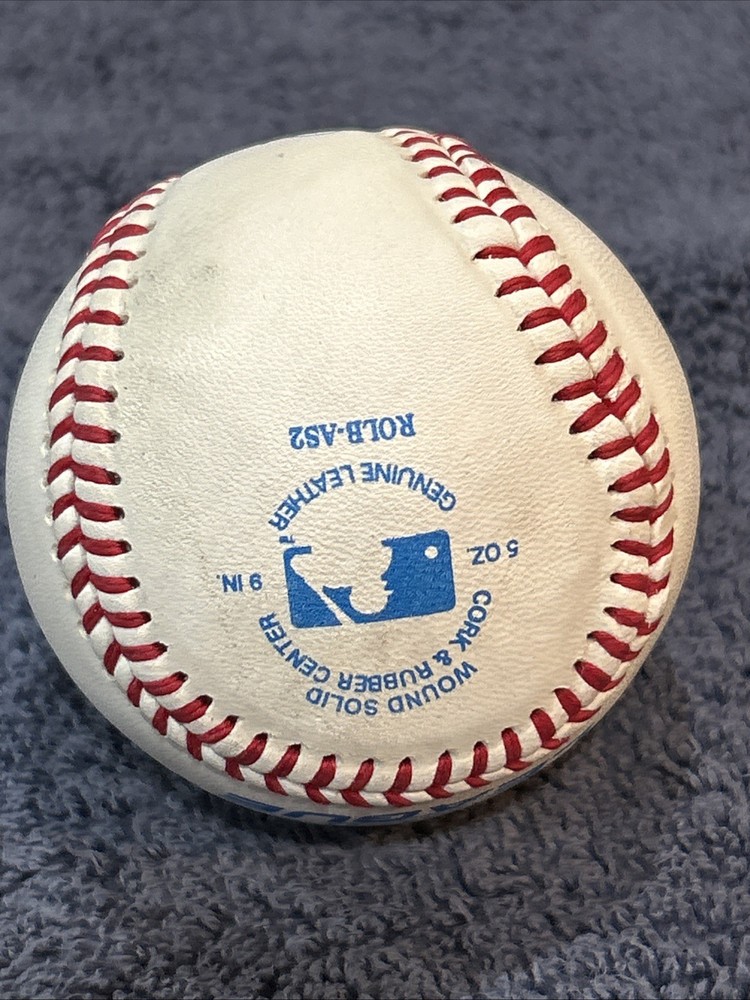 WOUND SOLID
CORK & RUBBER CENTER
5 OZ. 9 IN.
GENUINE LEATHER
ROLB-AS2